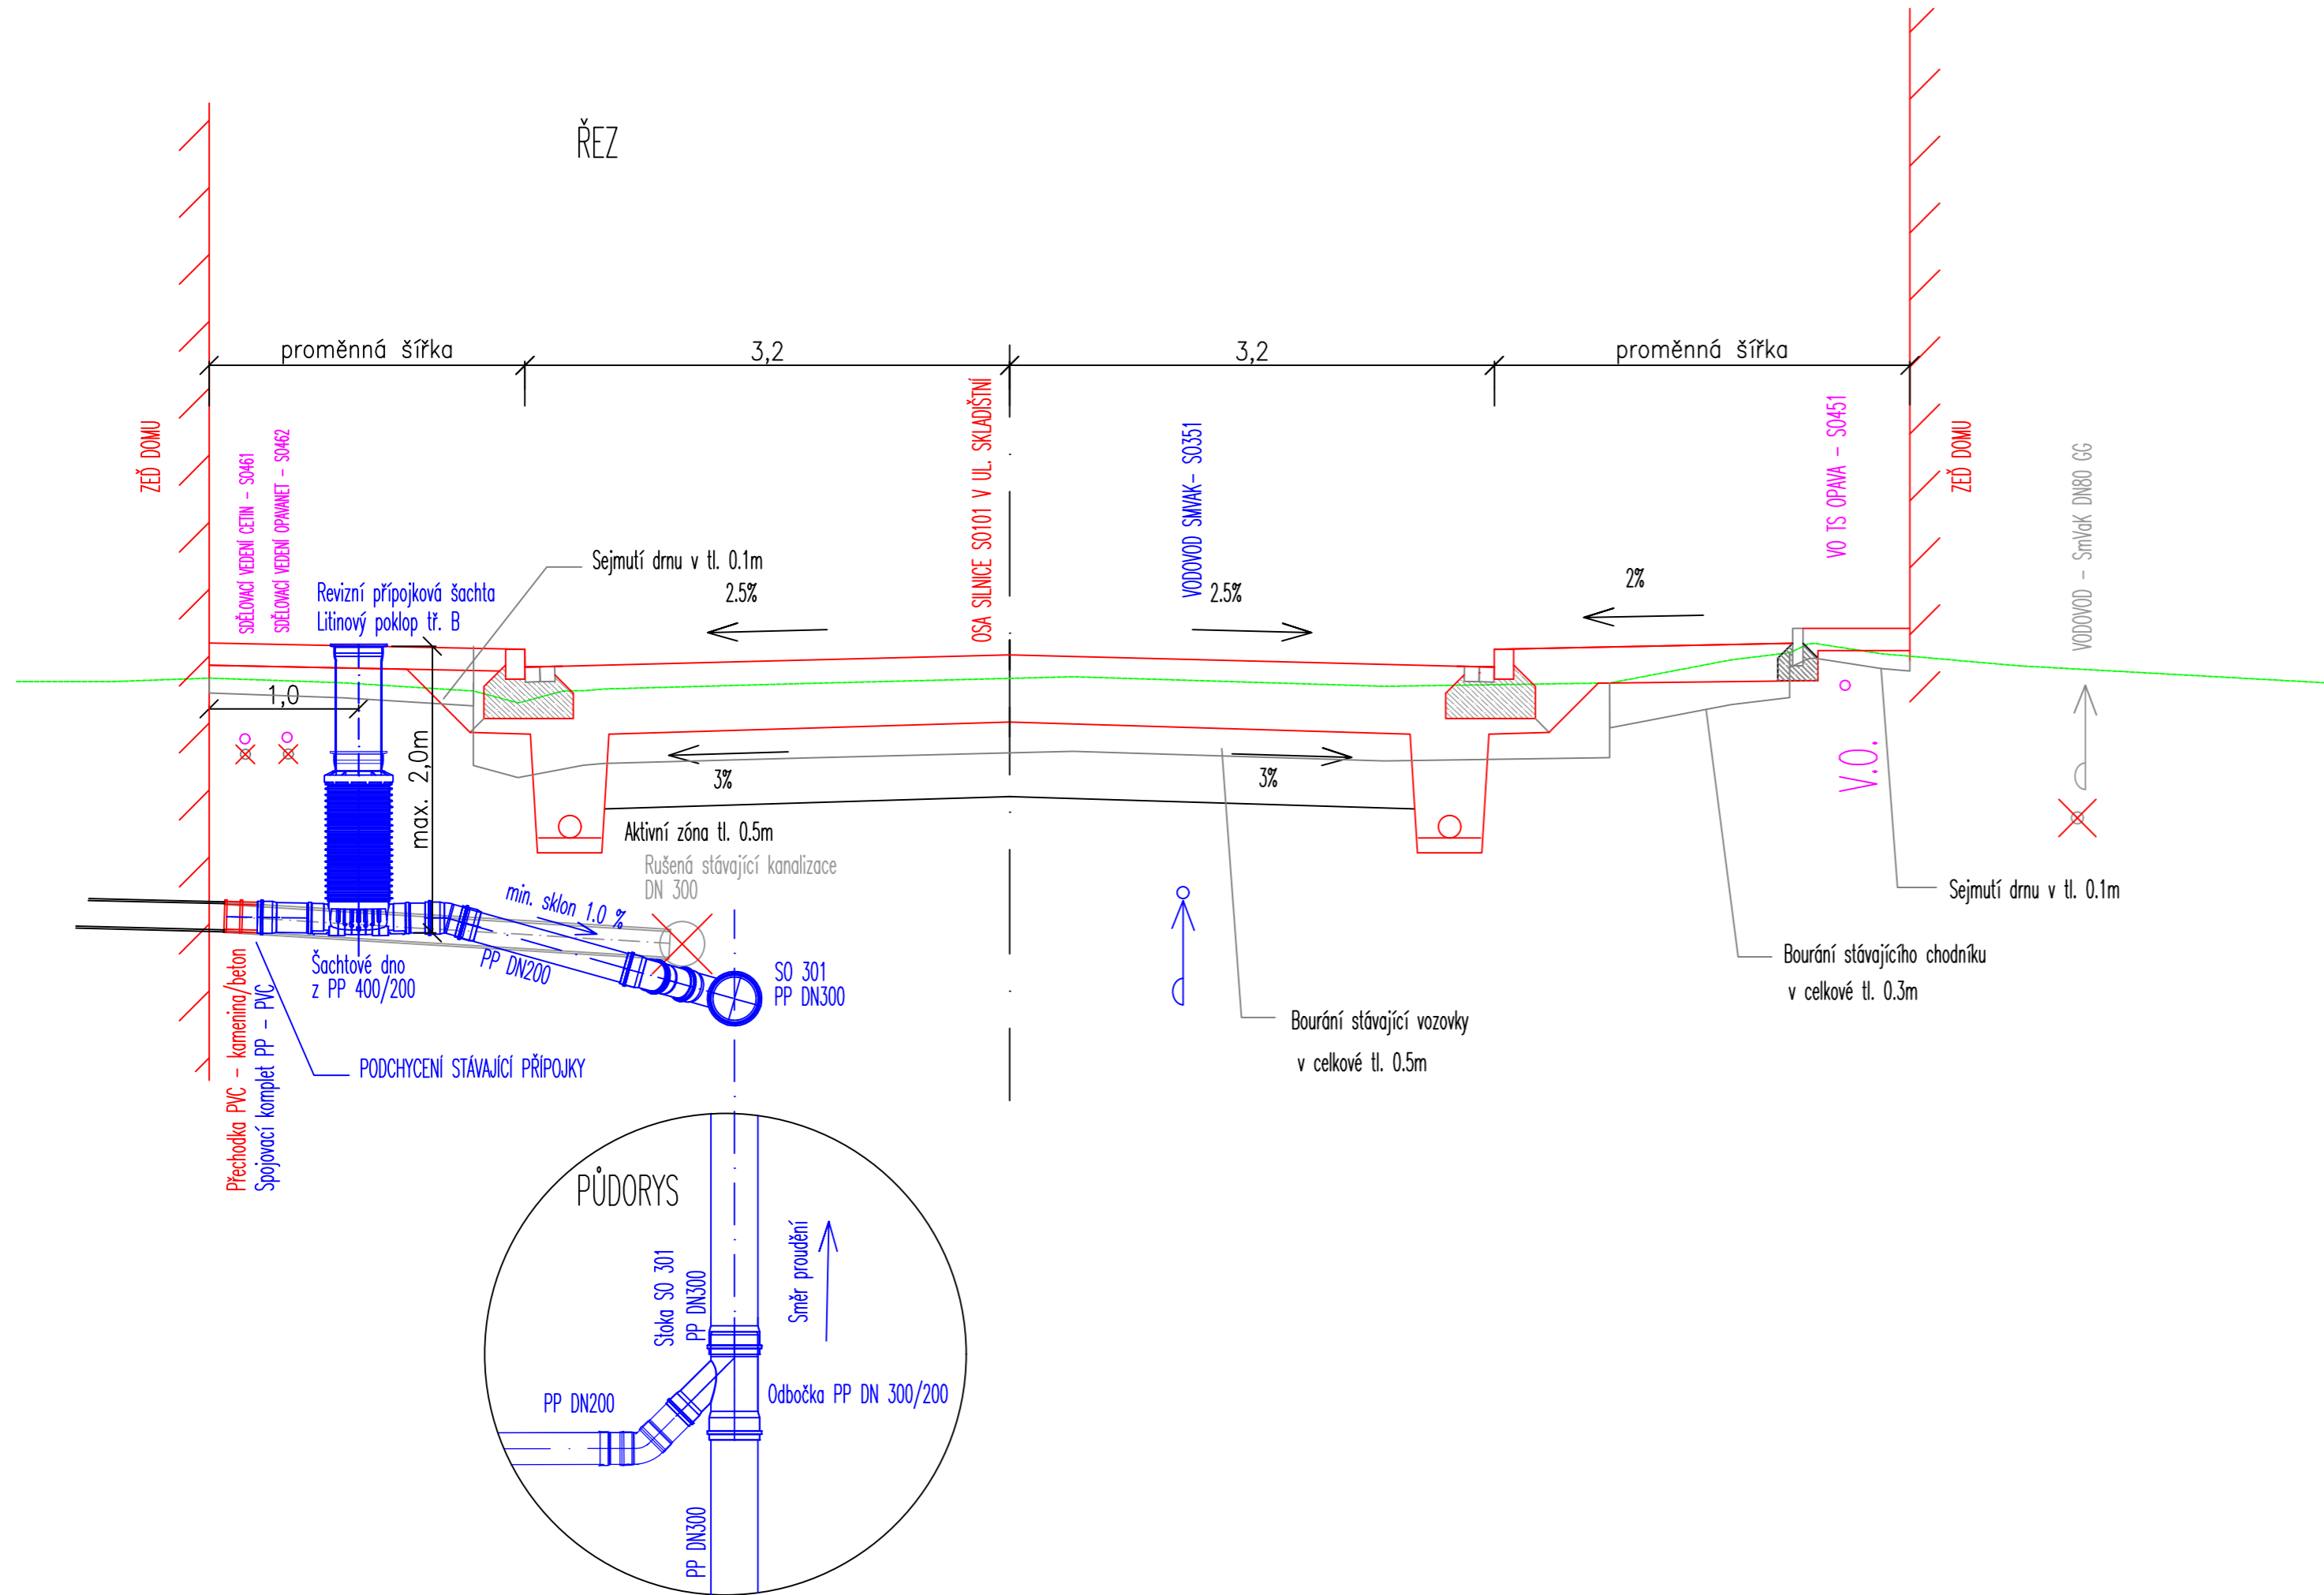 ŘEZ
proměnná šířka
3,2
3,2
proměnná šířka
ZEĎ DOMU
SDĚLOVACÍ VEDENÍ CETIN - SO461
SDĚLOVACÍ VEDENÍ OPAVANET - SO462
OSA SILNICE SO101 V UL. SKLADIŠTNÍ
VODOVOD SMVAK- SO351
VO TS OPAVA - SO451
ZEĎ DOMU
VODOVOD - SmVaK DN80 GG
Sejmutí drnu v tl. 0.1m
Revizní přípojková šachta
Litinový poklop tř. B
2.5%
2.5%
2%
1,0
max. 2,0m
3%
3%
V.O.
Aktivní zóna tl. 0.5m
Rušená stávající kanalizace
DN 300
min. sklon 1.0 %
PP DN200
Sejmutí drnu v tl. 0.1m
Šachtové dno
z PP 400/200
SO 301
PP DN300
Bourání stávajícího chodníku
v celkové tl. 0.3m
Bourání stávající vozovky
v celkové tl. 0.5m
Přechodka PVC - kamenina/beton
Spojovací komplet PP - PVC
PODCHYCENÍ STÁVAJÍCÍ PŘÍPOJKY
PŮDORYS
Stoka SO 301
PP DN300
Směr proudění
PP DN200
Odbočka PP DN 300/200
PP DN300